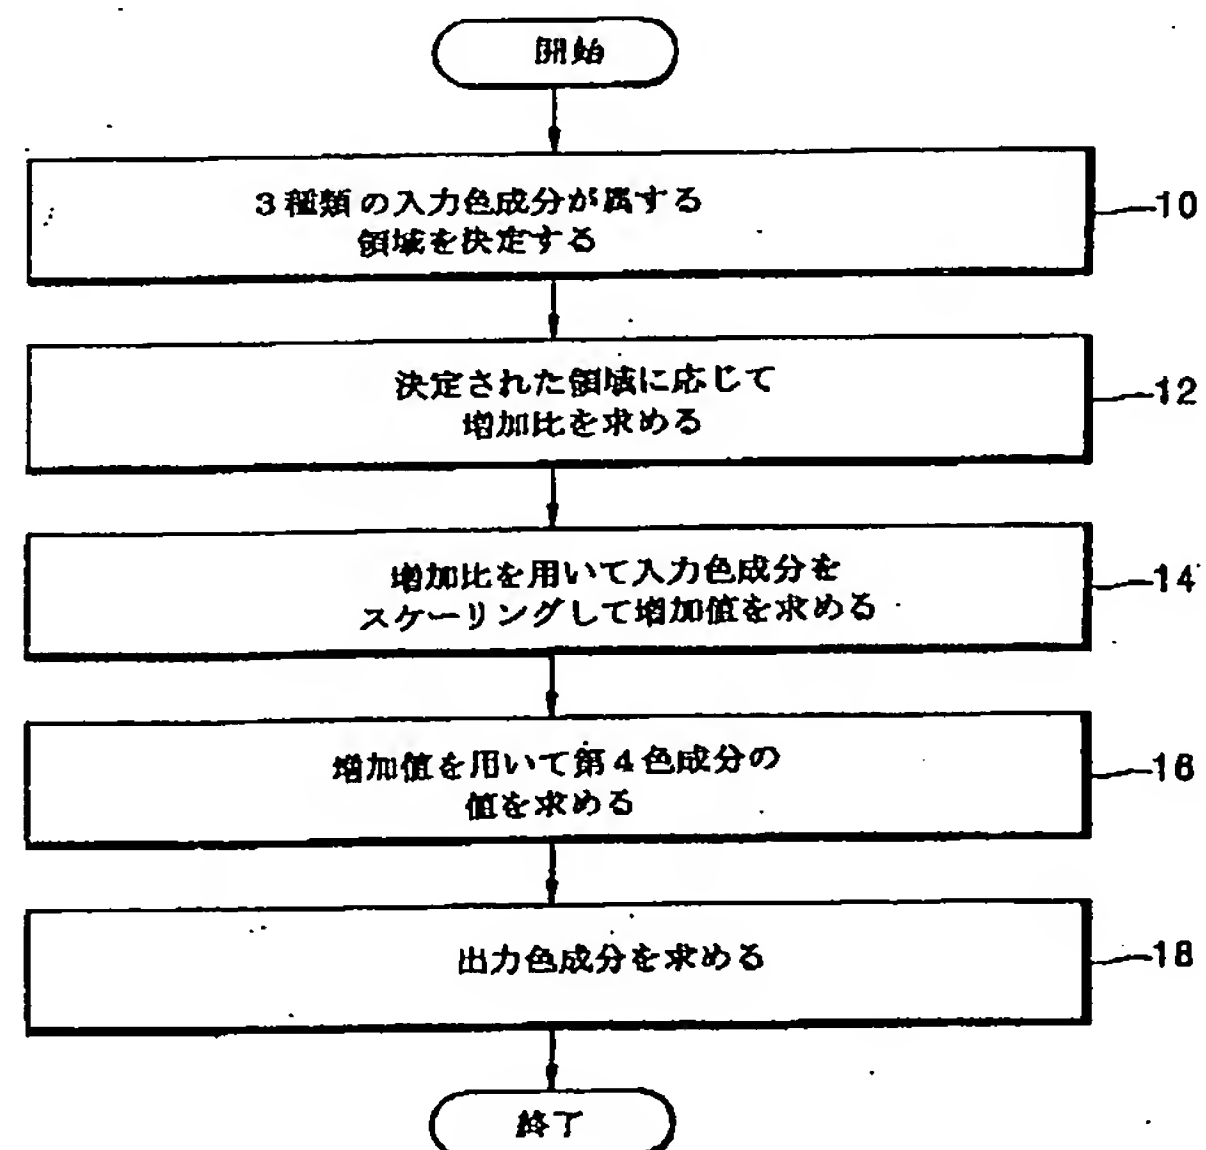 開始
3種類の入力色成分が属する
領域を決定する
10
決定された領域に応じて
増加比を求める
12
増加比を用いて入力色成分を
スケーリングして増加値を求める
14
増加値を用いて第4色成分の
値を求める
16
出力色成分を求める
18
終了